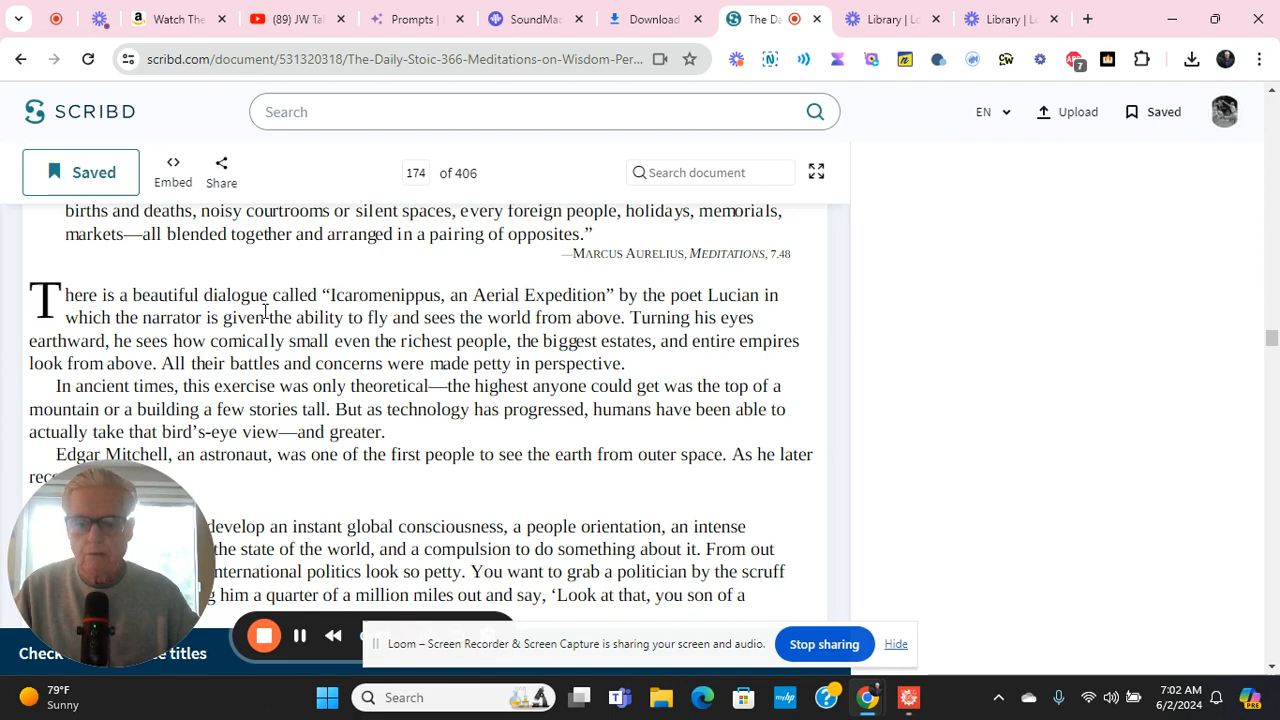 Watch The
(89) JW Tal
Prompts |
SoundMac
Download
The Da
Library | Lo
Library | Lo
scribd.com/document/531320318/The-Daily-Stoic-366-Meditations-on-Wisdom-Per...
7
SCRIBD
Search
EN
Upload
Saved
Saved
Embed
Share
174 of 406
Search document
births and deaths, noisy courtrooms or silent spaces, every foreign people, holidays, memorials,
markets—all blended together and arranged in a pairing of opposites.”
—MARCUS AURELIUS, MEDITATIONS, 7.48
There is a beautiful dialogue called “Icaromenippus, an Aerial Expedition” by the poet Lucian in
which the narrator is given the ability to fly and sees the world from above. Turning his eyes
earthward, he sees how comically small even the richest people, the biggest estates, and entire empires
look from above. All their battles and concerns were made petty in perspective.
In ancient times, this exercise was only theoretical—the highest anyone could get was the top of a
mountain or a building a few stories tall. But as technology has progressed, humans have been able to
actually take that bird’s-eye view—and greater.
Edgar Mitchell, an astronaut, was one of the first people to see the earth from outer space. As he later
develop an instant global consciousness, a people orientation, an intense
the state of the world, and a compulsion to do something about it. From out
international politics look so petty. You want to grab a politician by the scruff
him a quarter of a million miles out and say, ‘Look at that, you son of a
Loom – Screen Recorder & Screen Capture is sharing your screen and audio.
Stop sharing
Hide
Check
titles
79°F
Sunny
Search
7:02 AM
6/2/2024